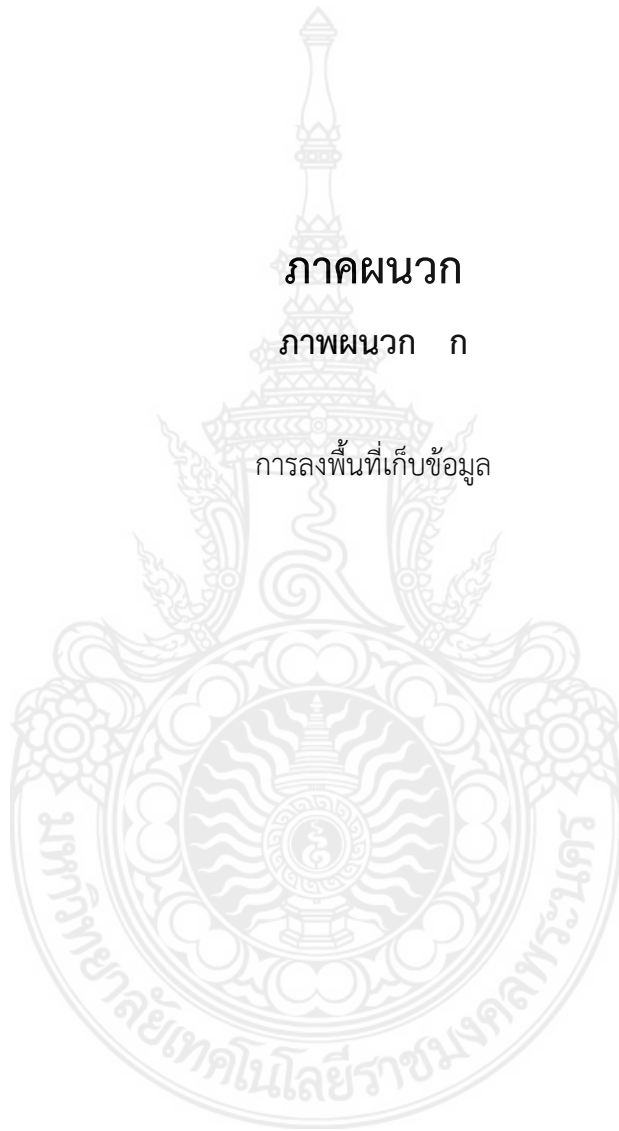 ภาคผนวก
ภาพผนวก ก
การลงพื้นที่เก็บข้อมูล
มหาวิทยาลัยเทคโนโลยีราชมงคลพระนคร